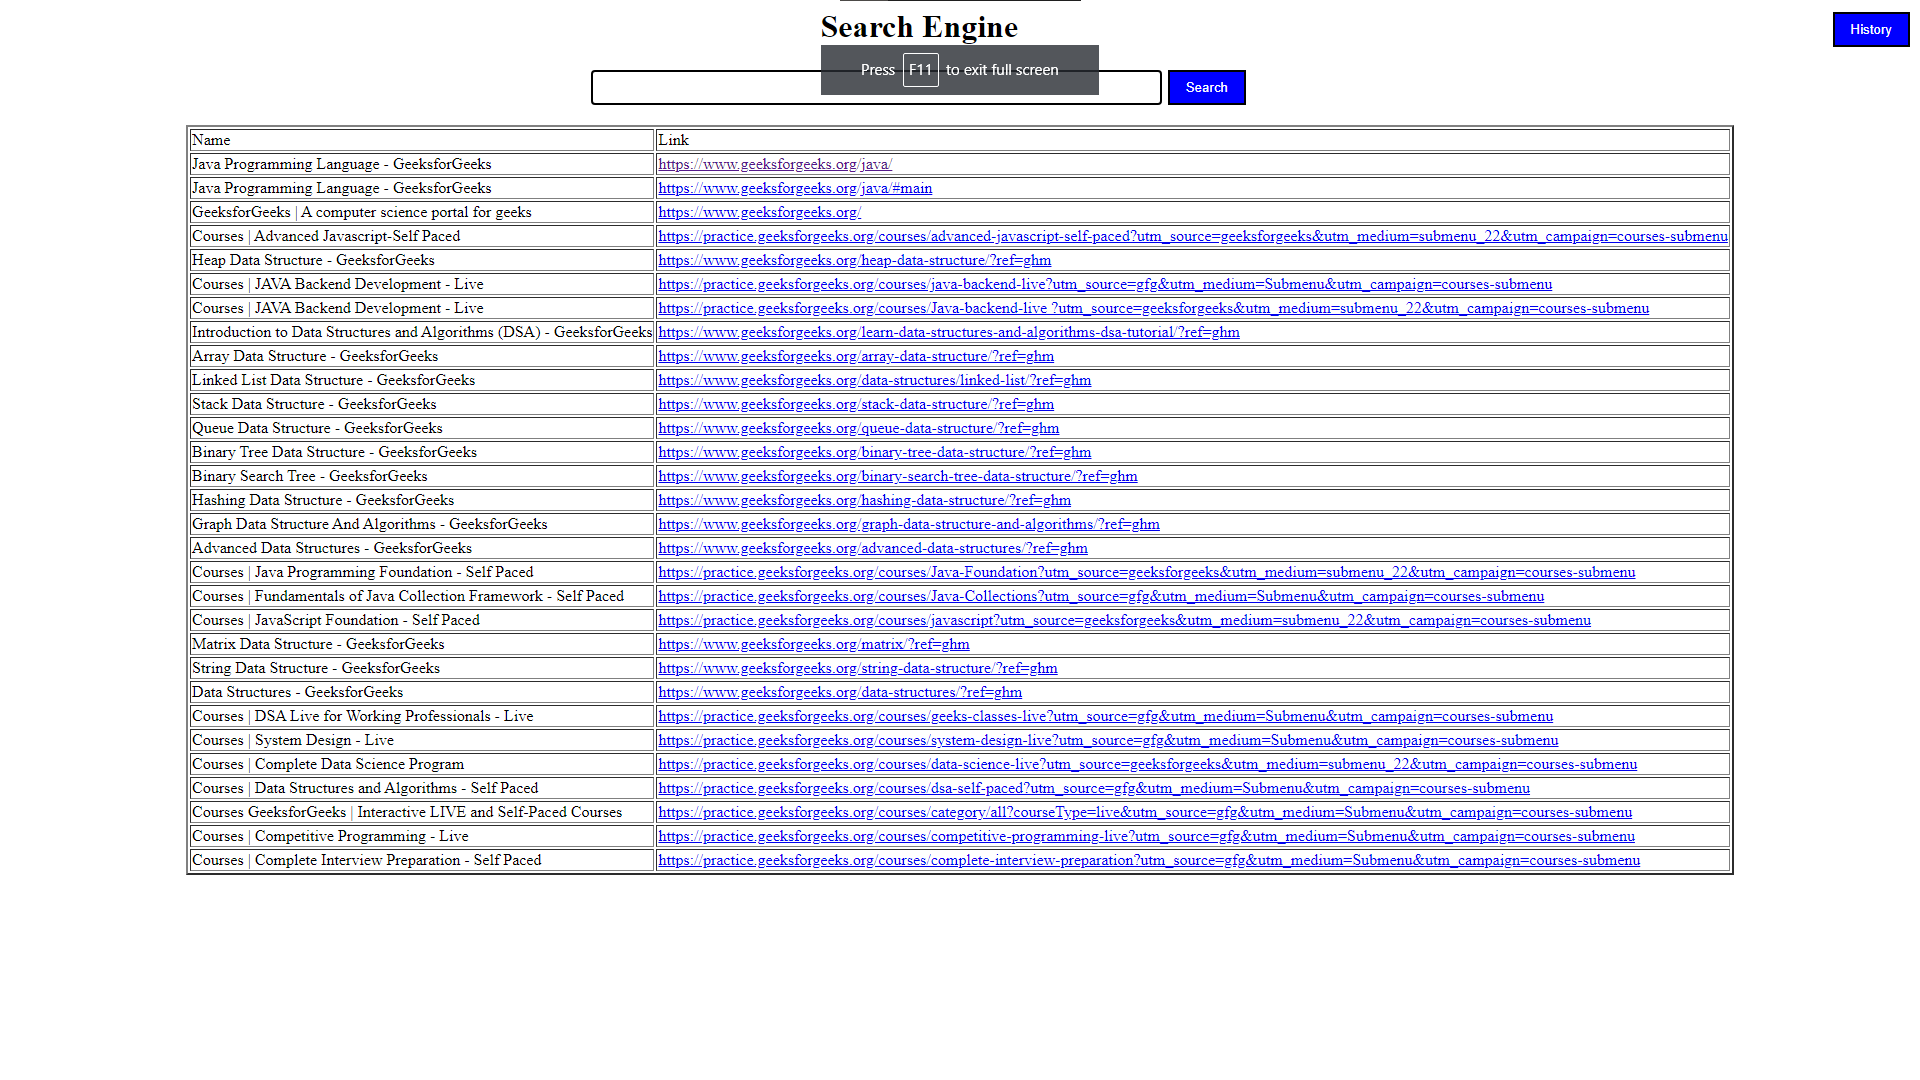 Search Engine
History
Press F11 to exit full screen
Search
Name Link
Java Programming Language - GeeksforGeeks https://www.geeksforgeeks.org/java/
Java Programming Language - GeeksforGeeks https://www.geeksforgeeks.org/java/#main
GeeksforGeeks | A computer science portal for geeks https://www.geeksforgeeks.org/
Courses | Advanced Javascript-Self Paced https://practice.geeksforgeeks.org/courses/advanced-javascript-self-paced?utm_source=geeksforgeeks&utm_medium=submenu_22&utm_campaign=courses-submenu
Heap Data Structure - GeeksforGeeks https://www.geeksforgeeks.org/heap-data-structure/?ref=ghm
Courses | JAVA Backend Development - Live https://practice.geeksforgeeks.org/courses/java-backend-live?utm_source=gfg&utm_medium=Submenu&utm_campaign=courses-submenu
Courses | JAVA Backend Development - Live https://practice.geeksforgeeks.org/courses/Java-backend-live ?utm_source=geeksforgeeks&utm_medium=submenu_22&utm_campaign=courses-submenu
Introduction to Data Structures and Algorithms (DSA) - GeeksforGeeks https://www.geeksforgeeks.org/learn-data-structures-and-algorithms-dsa-tutorial/?ref=ghm
Array Data Structure - GeeksforGeeks https://www.geeksforgeeks.org/array-data-structure/?ref=ghm
Linked List Data Structure - GeeksforGeeks https://www.geeksforgeeks.org/data-structures/linked-list/?ref=ghm
Stack Data Structure - GeeksforGeeks https://www.geeksforgeeks.org/stack-data-structure/?ref=ghm
Queue Data Structure - GeeksforGeeks https://www.geeksforgeeks.org/queue-data-structure/?ref=ghm
Binary Tree Data Structure - GeeksforGeeks https://www.geeksforgeeks.org/binary-tree-data-structure/?ref=ghm
Binary Search Tree - GeeksforGeeks https://www.geeksforgeeks.org/binary-search-tree-data-structure/?ref=ghm
Hashing Data Structure - GeeksforGeeks https://www.geeksforgeeks.org/hashing-data-structure/?ref=ghm
Graph Data Structure And Algorithms - GeeksforGeeks https://www.geeksforgeeks.org/graph-data-structure-and-algorithms/?ref=ghm
Advanced Data Structures - GeeksforGeeks https://www.geeksforgeeks.org/advanced-data-structures/?ref=ghm
Courses | Java Programming Foundation - Self Paced https://practice.geeksforgeeks.org/courses/Java-Foundation?utm_source=geeksforgeeks&utm_medium=submenu_22&utm_campaign=courses-submenu
Courses | Fundamentals of Java Collection Framework - Self Paced https://practice.geeksforgeeks.org/courses/Java-Collections?utm_source=gfg&utm_medium=Submenu&utm_campaign=courses-submenu
Courses | JavaScript Foundation - Self Paced https://practice.geeksforgeeks.org/courses/javascript?utm_source=geeksforgeeks&utm_medium=submenu_22&utm_campaign=courses-submenu
Matrix Data Structure - GeeksforGeeks https://www.geeksforgeeks.org/matrix/?ref=ghm
String Data Structure - GeeksforGeeks https://www.geeksforgeeks.org/string-data-structure/?ref=ghm
Data Structures - GeeksforGeeks https://www.geeksforgeeks.org/data-structures/?ref=ghm
Courses | DSA Live for Working Professionals - Live https://practice.geeksforgeeks.org/courses/geeks-classes-live?utm_source=gfg&utm_medium=Submenu&utm_campaign=courses-submenu
Courses | System Design - Live https://practice.geeksforgeeks.org/courses/system-design-live?utm_source=gfg&utm_medium=Submenu&utm_campaign=courses-submenu
Courses | Complete Data Science Program https://practice.geeksforgeeks.org/courses/data-science-live?utm_source=geeksforgeeks&utm_medium=submenu_22&utm_campaign=courses-submenu
Courses | Data Structures and Algorithms - Self Paced https://practice.geeksforgeeks.org/courses/dsa-self-paced?utm_source=gfg&utm_medium=Submenu&utm_campaign=courses-submenu
Courses GeeksforGeeks | Interactive LIVE and Self-Paced Courses https://practice.geeksforgeeks.org/courses/category/all?courseType=live&utm_source=gfg&utm_medium=Submenu&utm_campaign=courses-submenu
Courses | Competitive Programming - Live https://practice.geeksforgeeks.org/courses/competitive-programming-live?utm_source=gfg&utm_medium=Submenu&utm_campaign=courses-submenu
Courses | Complete Interview Preparation - Self Paced https://practice.geeksforgeeks.org/courses/complete-interview-preparation?utm_source=gfg&utm_medium=Submenu&utm_campaign=courses-submenu